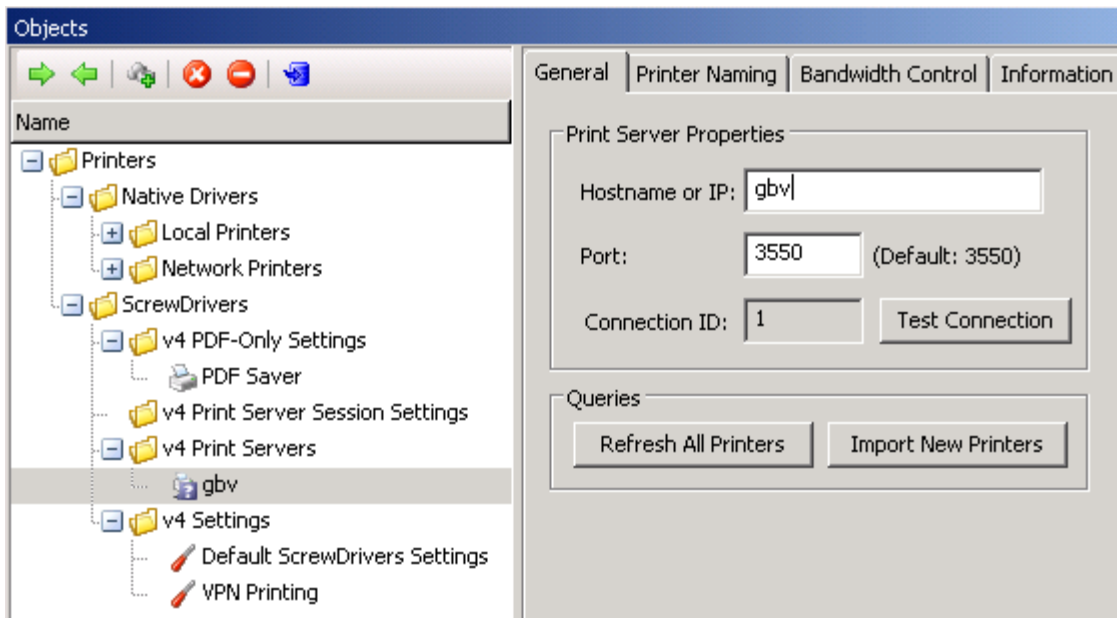 Objects
Name
Printers
Native Drivers
Local Printers
Network Printers
ScrewDrivers
v4 PDF-Only Settings
PDF Saver
v4 Print Server Session Settings
v4 Print Servers
gbv
v4 Settings
Default ScrewDrivers Settings
VPN Printing
General Printer Naming Bandwidth Control Information
Print Server Properties
Hostname or IP: gbv
Port: 3550 (Default: 3550)
Connection ID: 1 Test Connection
Queries
Refresh All Printers Import New Printers